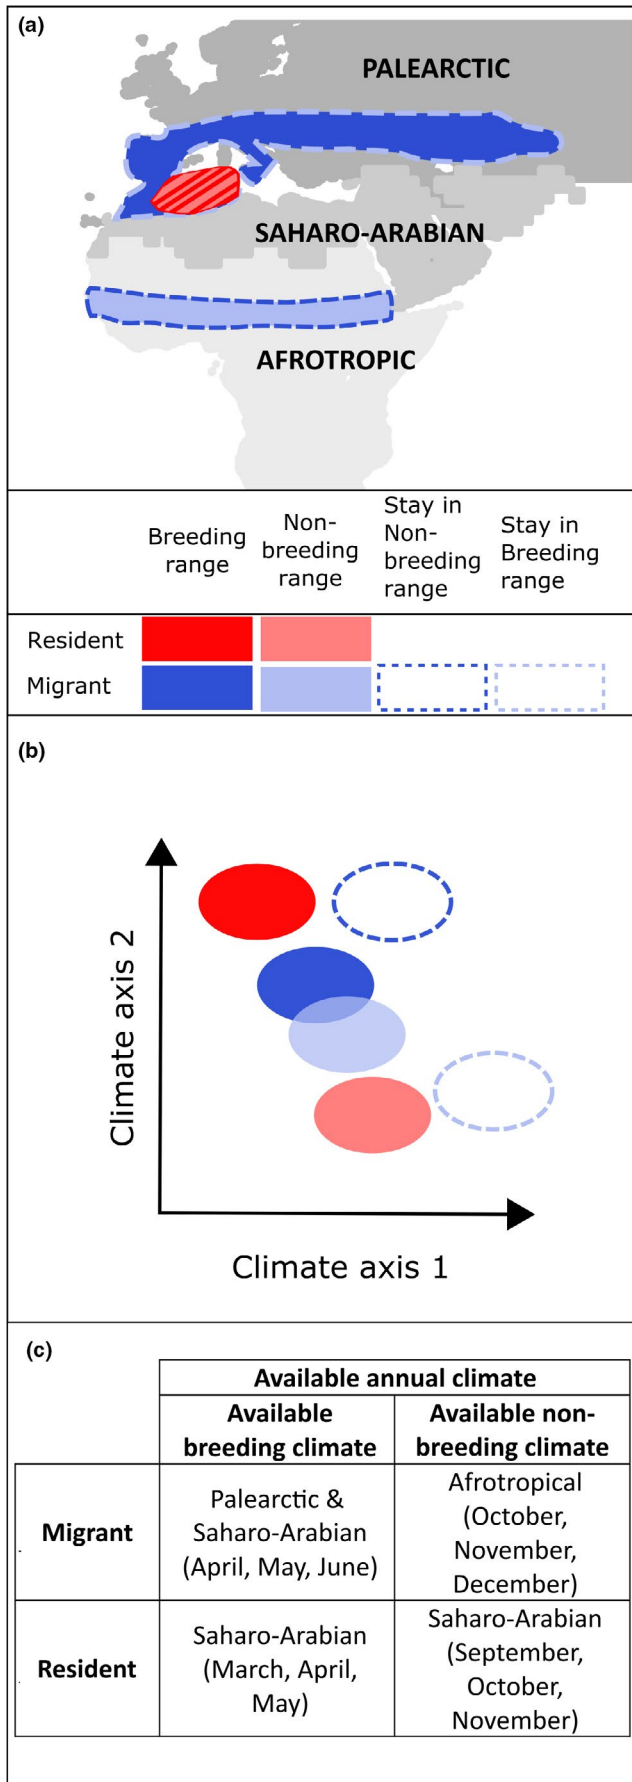 (a)
PALEARCTIC
SAHARO-ARABIAN
AFROTROPIC
Breeding
range
Non-
breeding
range
Stay in
Non-
breeding
range
Stay in
Breeding
range
Resident
Migrant
(b)
Climate axis 2
Climate axis 1
(c)
Available annual climate
Available
breeding climate
Available non-
breeding climate
Migrant
Palearctic &
Saharo-Arabian
(April, May, June)
Afrotropical
(October,
November,
December)
Resident
Saharo-Arabian
(March, April,
May)
Saharo-Arabian
(September,
October,
November)